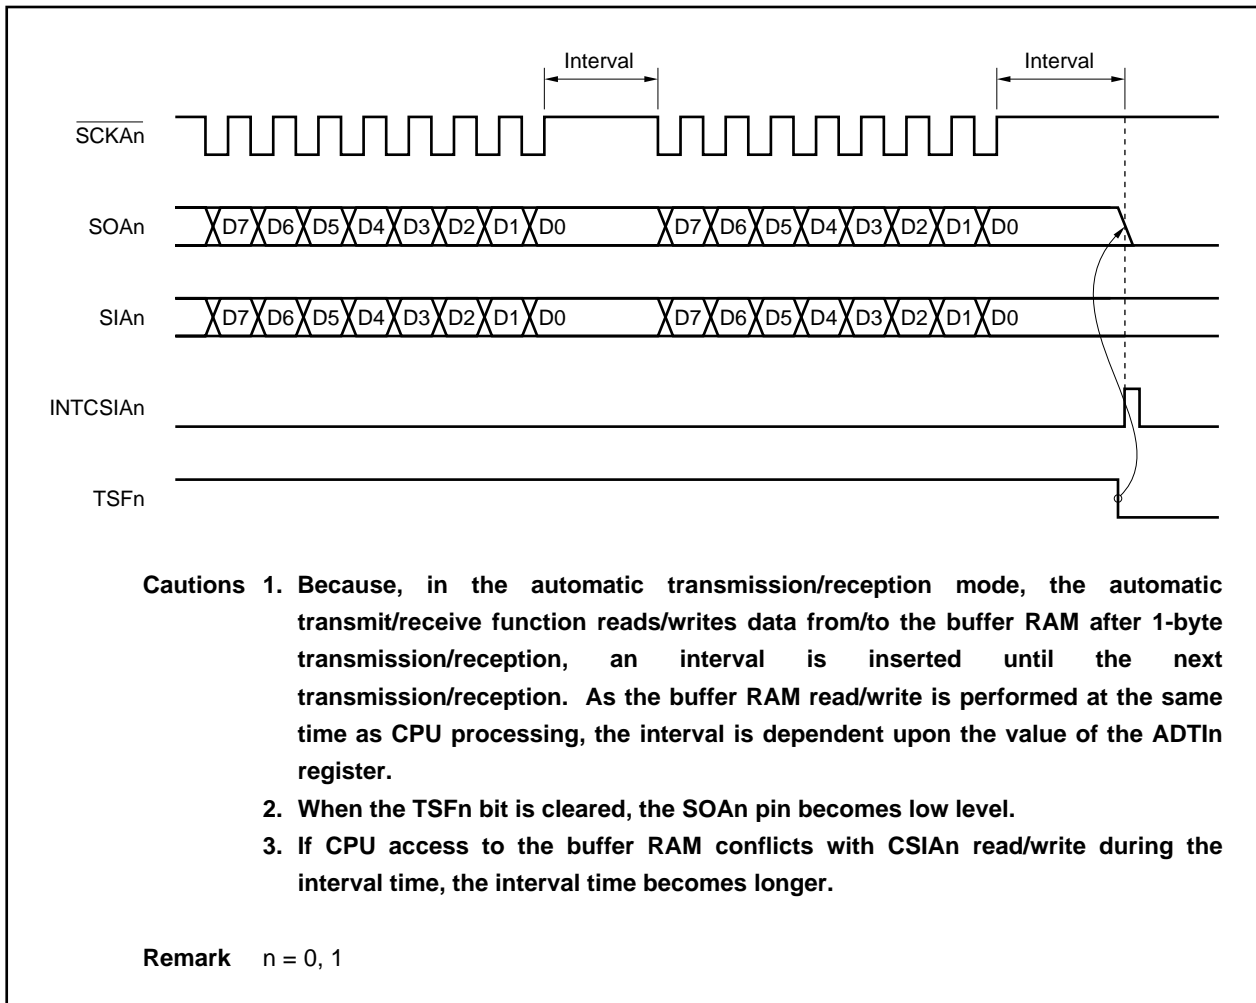 Interval Interval
SCKAn
SOAn D7 D6 D5 D4 D3 D2 D1 D0 D7 D6 D5 D4 D3 D2 D1 D0
SIAn D7 D6 D5 D4 D3 D2 D1 D0 D7 D6 D5 D4 D3 D2 D1 D0
INTCSIAn
TSFn
Cautions 1. Because, in the automatic transmission/reception mode, the automatic
transmit/receive function reads/writes data from/to the buffer RAM after 1-byte
transmission/reception, an interval is inserted until the next
transmission/reception. As the buffer RAM read/write is performed at the same
time as CPU processing, the interval is dependent upon the value of the ADTIn
register.
2. When the TSFn bit is cleared, the SOAn pin becomes low level.
3. If CPU access to the buffer RAM conflicts with CSIAn read/write during the
interval time, the interval time becomes longer.
Remark n = 0, 1